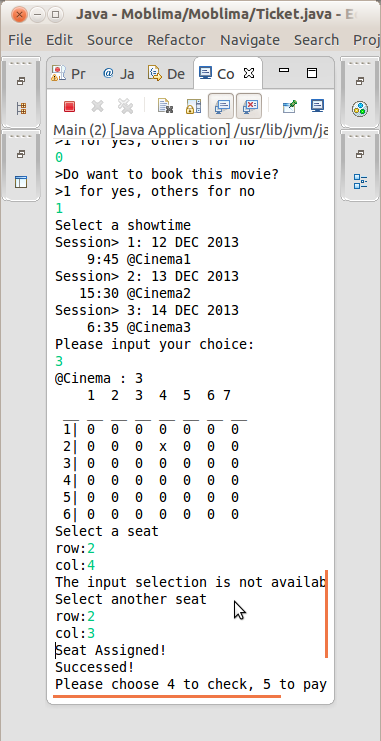 Java - Moblima/Moblima/Ticket.java - E
File Edit Source Refactor Navigate Search Proj
Pr @ Ja De Co
Main (2) [Java Application] /usr/lib/jvm/ja
>1 for yes, others for no
0
>Do want to book this movie?
>1 for yes, others for no
1
Select a showtime
Session> 1: 12 DEC 2013
9:45 @Cinema1
Session> 2: 13 DEC 2013
15:30 @Cinema2
Session> 3: 14 DEC 2013
6:35 @Cinema3
Please input your choice:
3
@Cinema : 3
1 2 3 4 5 6 7
__ __ __ __ __ __ __ __
1| 0 0 0 0 0 0 0
2| 0 0 0 x 0 0 0
3| 0 0 0 0 0 0 0
4| 0 0 0 0 0 0 0
5| 0 0 0 0 0 0 0
6| 0 0 0 0 0 0 0
Select a seat
row:2
col:4
The input selection is not availab
Select another seat
row:2
col:3
Seat Assigned!
Successed!
Please choose 4 to check, 5 to pay